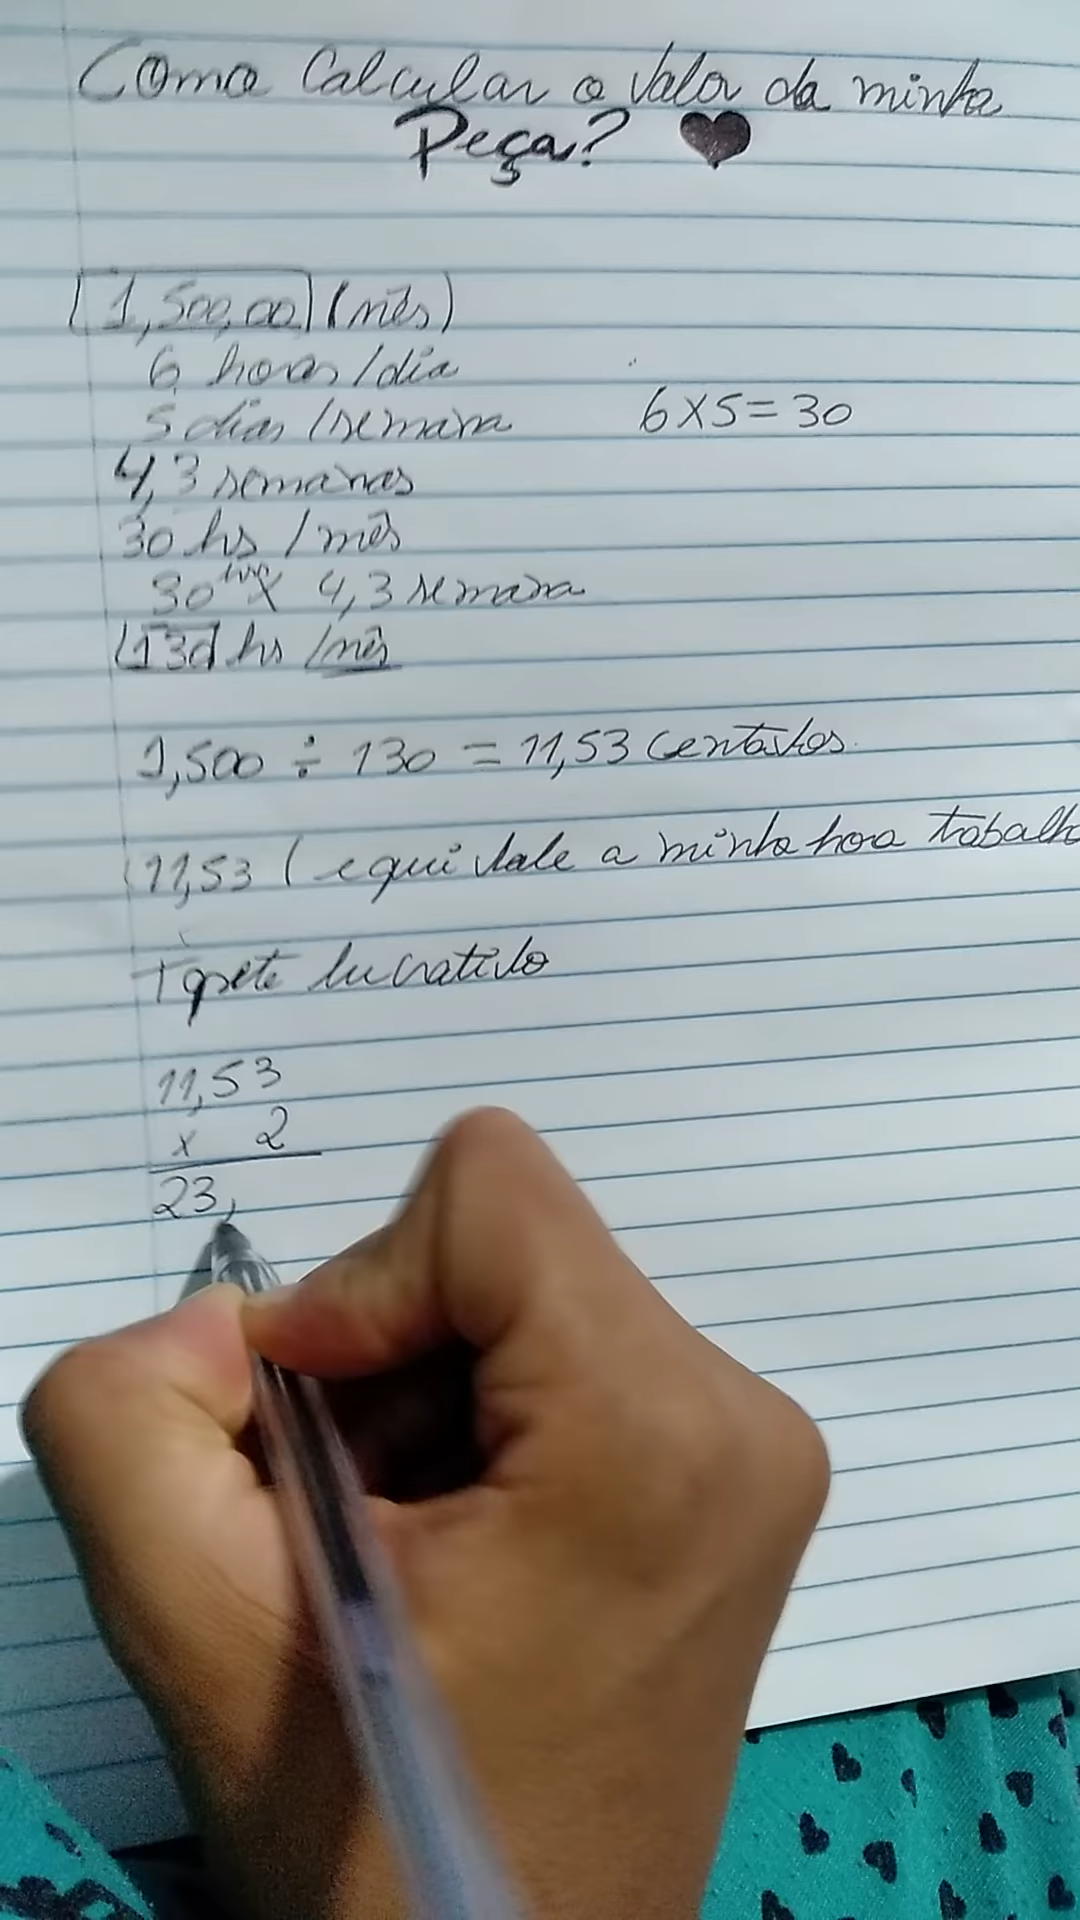 Como Calcular o Valor da minha
Peça? ♥
1,500,00 (mês)
6 horas/dia
5 dias/semana 6x5=30
4,3 semanas
30 hs /mês
30 hrs x 4,3 semana
130 hs /mês
1,500 ÷ 130 = 11,53 Centavos.
11,53 (equivale a minha hora trabalh
Tapete lucrativo
11,53
x 2
23,